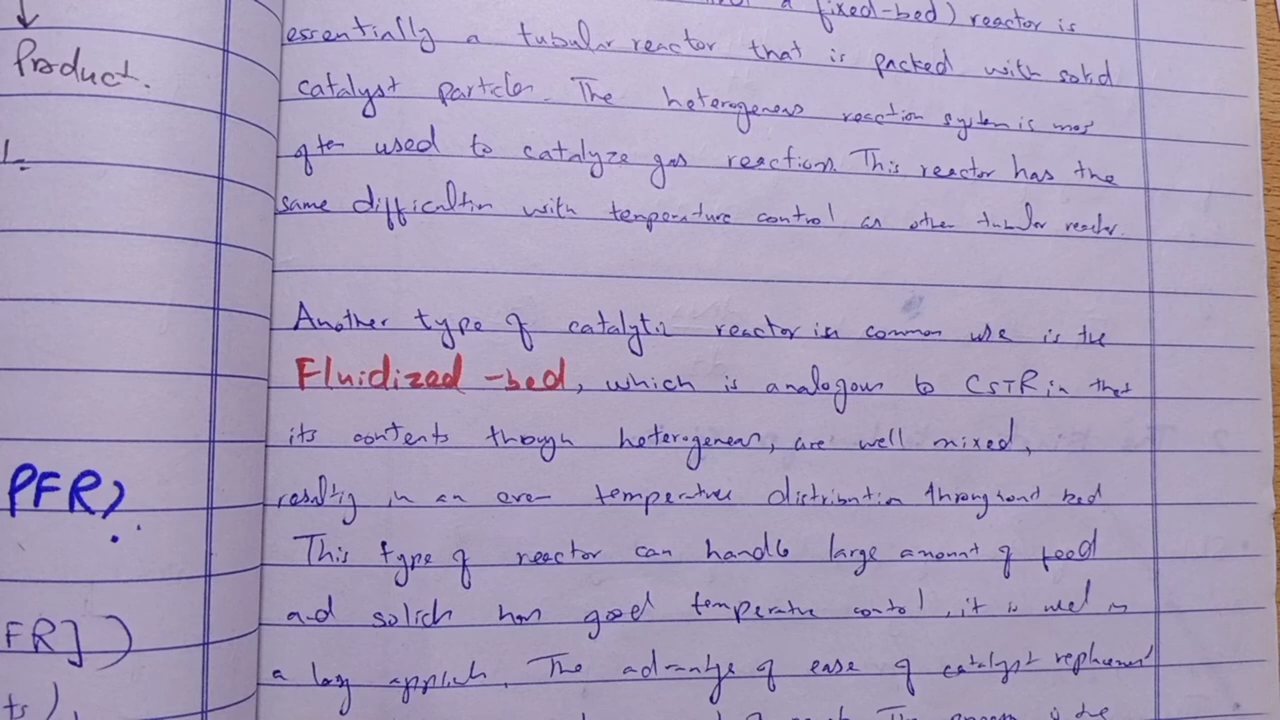 Product.
1.
PFR).
FR])
ts).
a fixed-bed) reactor is
essentially a tubular reactor that is packed with solid
catalyst particles. The heterogeneous reaction system is most
often used to catalyze gas reactions. This reactor has the
same difficulties with temperature control as other tubular reactor.
Another type of catalytic reactor in common use is the
Fluidized-bed, which is analogous to CSTR in that
its contents though heterogeneous, are well mixed,
resulting in an even temperature distribution throughout bed
This type of reactor can handle large amount of feed
and solids has good temperature control, it is used in
a large The advantage of ease of catalyst replacement
The is the